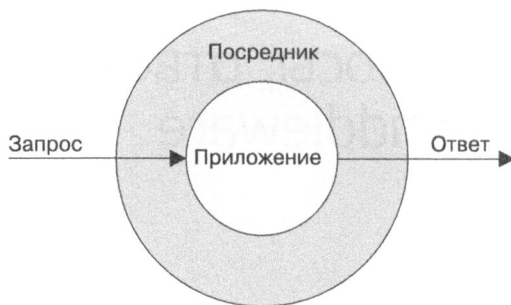 Посредник
Запрос
Приложение
Ответ